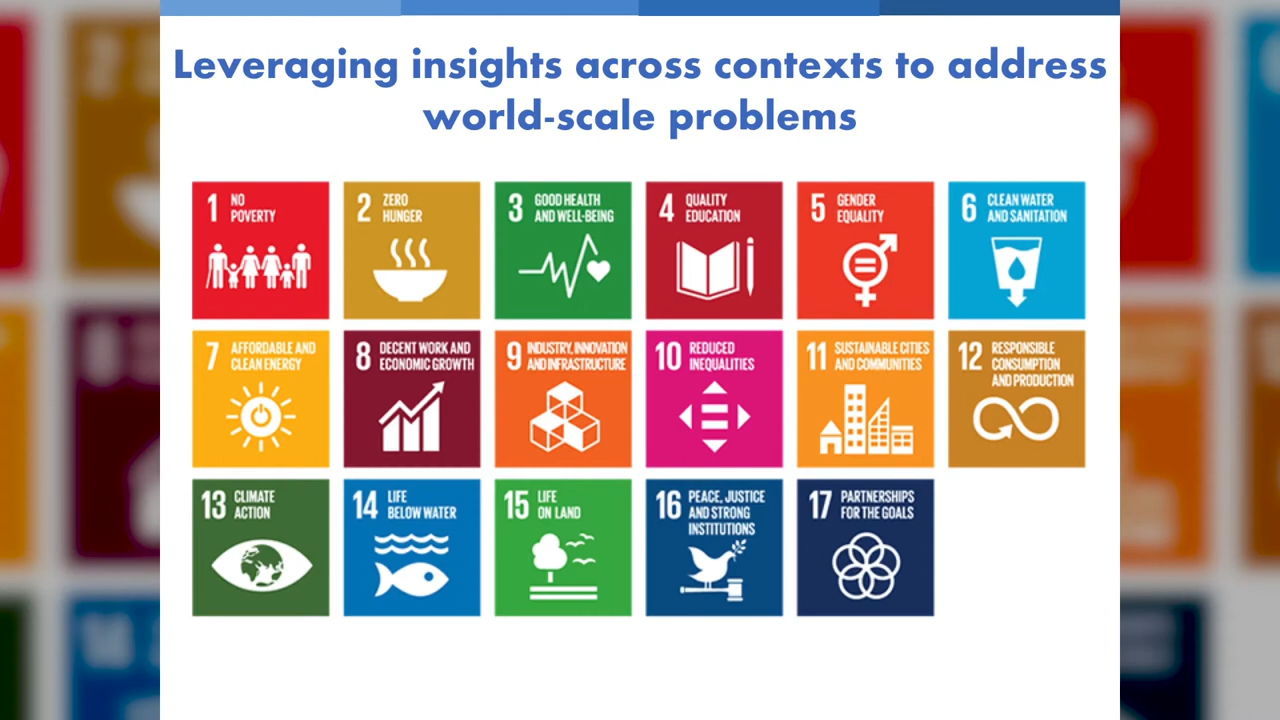 Leveraging insights across contexts to address
world-scale problems
1 NO
POVERTY
2 ZERO
HUNGER
3 GOOD HEALTH
AND WELL-BEING
4 QUALITY
EDUCATION
5 GENDER
EQUALITY
6 CLEAN WATER
AND SANITATION
7 AFFORDABLE AND
CLEAN ENERGY
8 DECENT WORK AND
ECONOMIC GROWTH
9 INDUSTRY, INNOVATION
AND INFRASTRUCTURE
10 REDUCED
INEQUALITIES
11 SUSTAINABLE CITIES
AND COMMUNITIES
12 RESPONSIBLE
CONSUMPTION
AND PRODUCTION
13 CLIMATE
ACTION
14 LIFE
BELOW WATER
15 LIFE
ON LAND
16 PEACE, JUSTICE
AND STRONG
INSTITUTIONS
17 PARTNERSHIPS
FOR THE GOALS